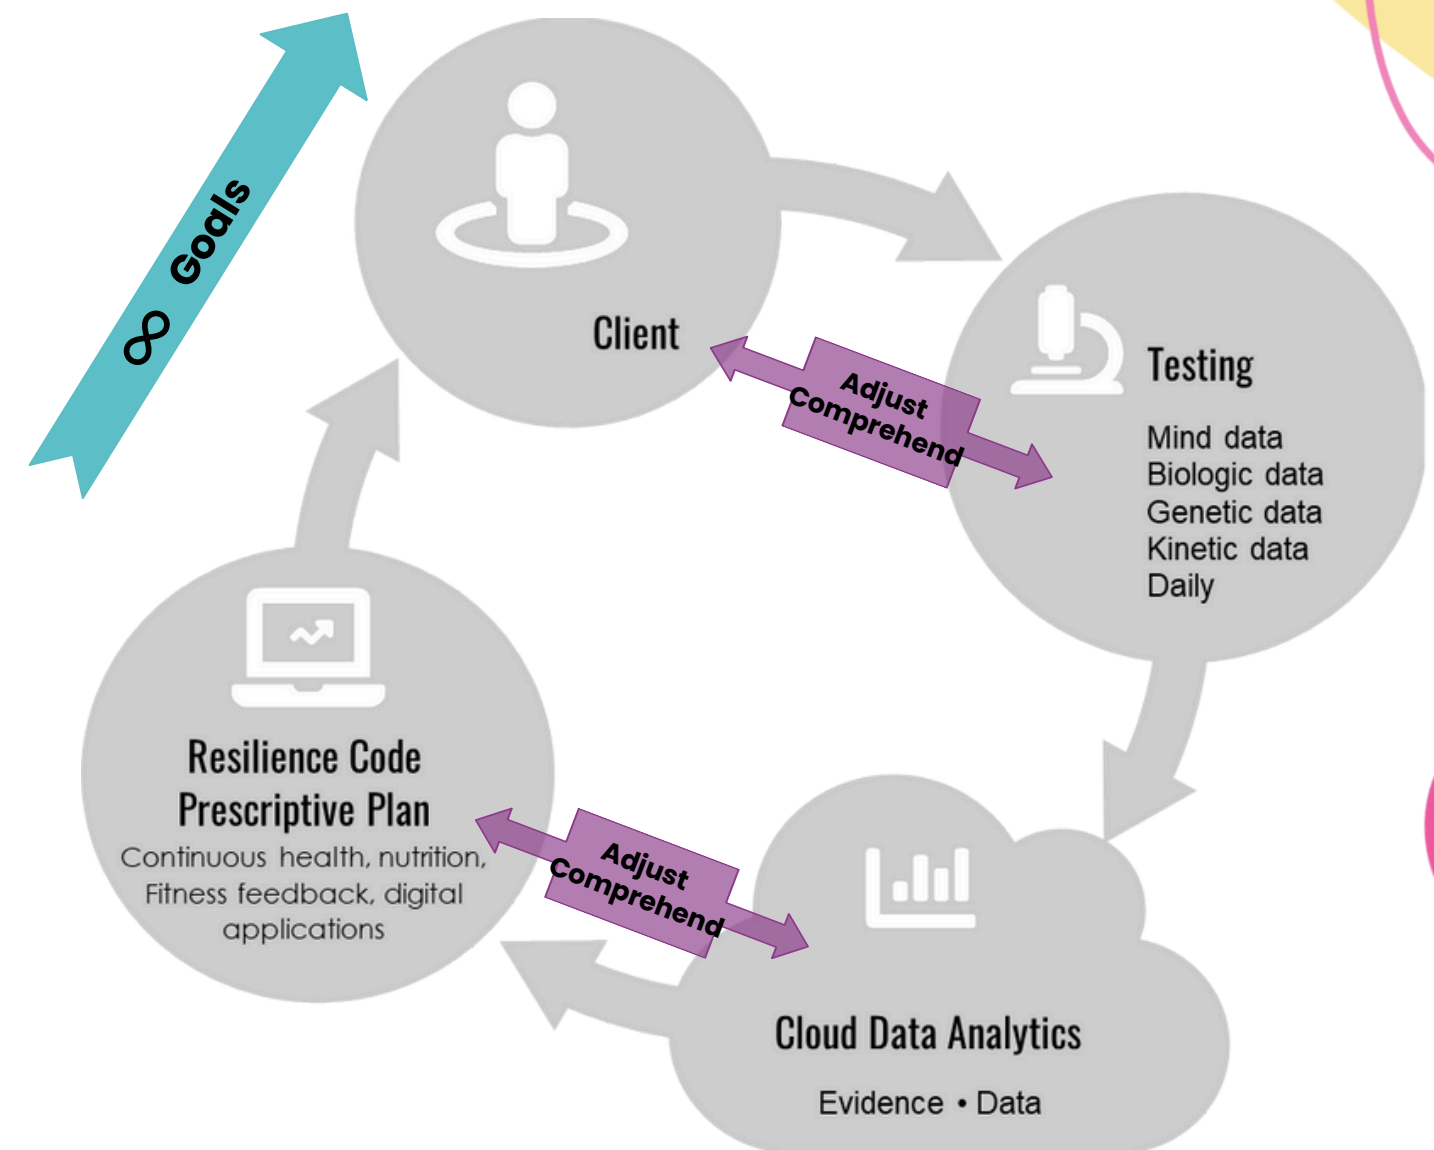 ∞ Goals
Client
Adjust
Comprehend
Testing
Mind data
Biologic data
Genetic data
Kinetic data
Daily
Resilience Code
Prescriptive Plan
Continuous health, nutrition,
Fitness feedback, digital
applications
Adjust
Comprehend
Cloud Data Analytics
Evidence • Data